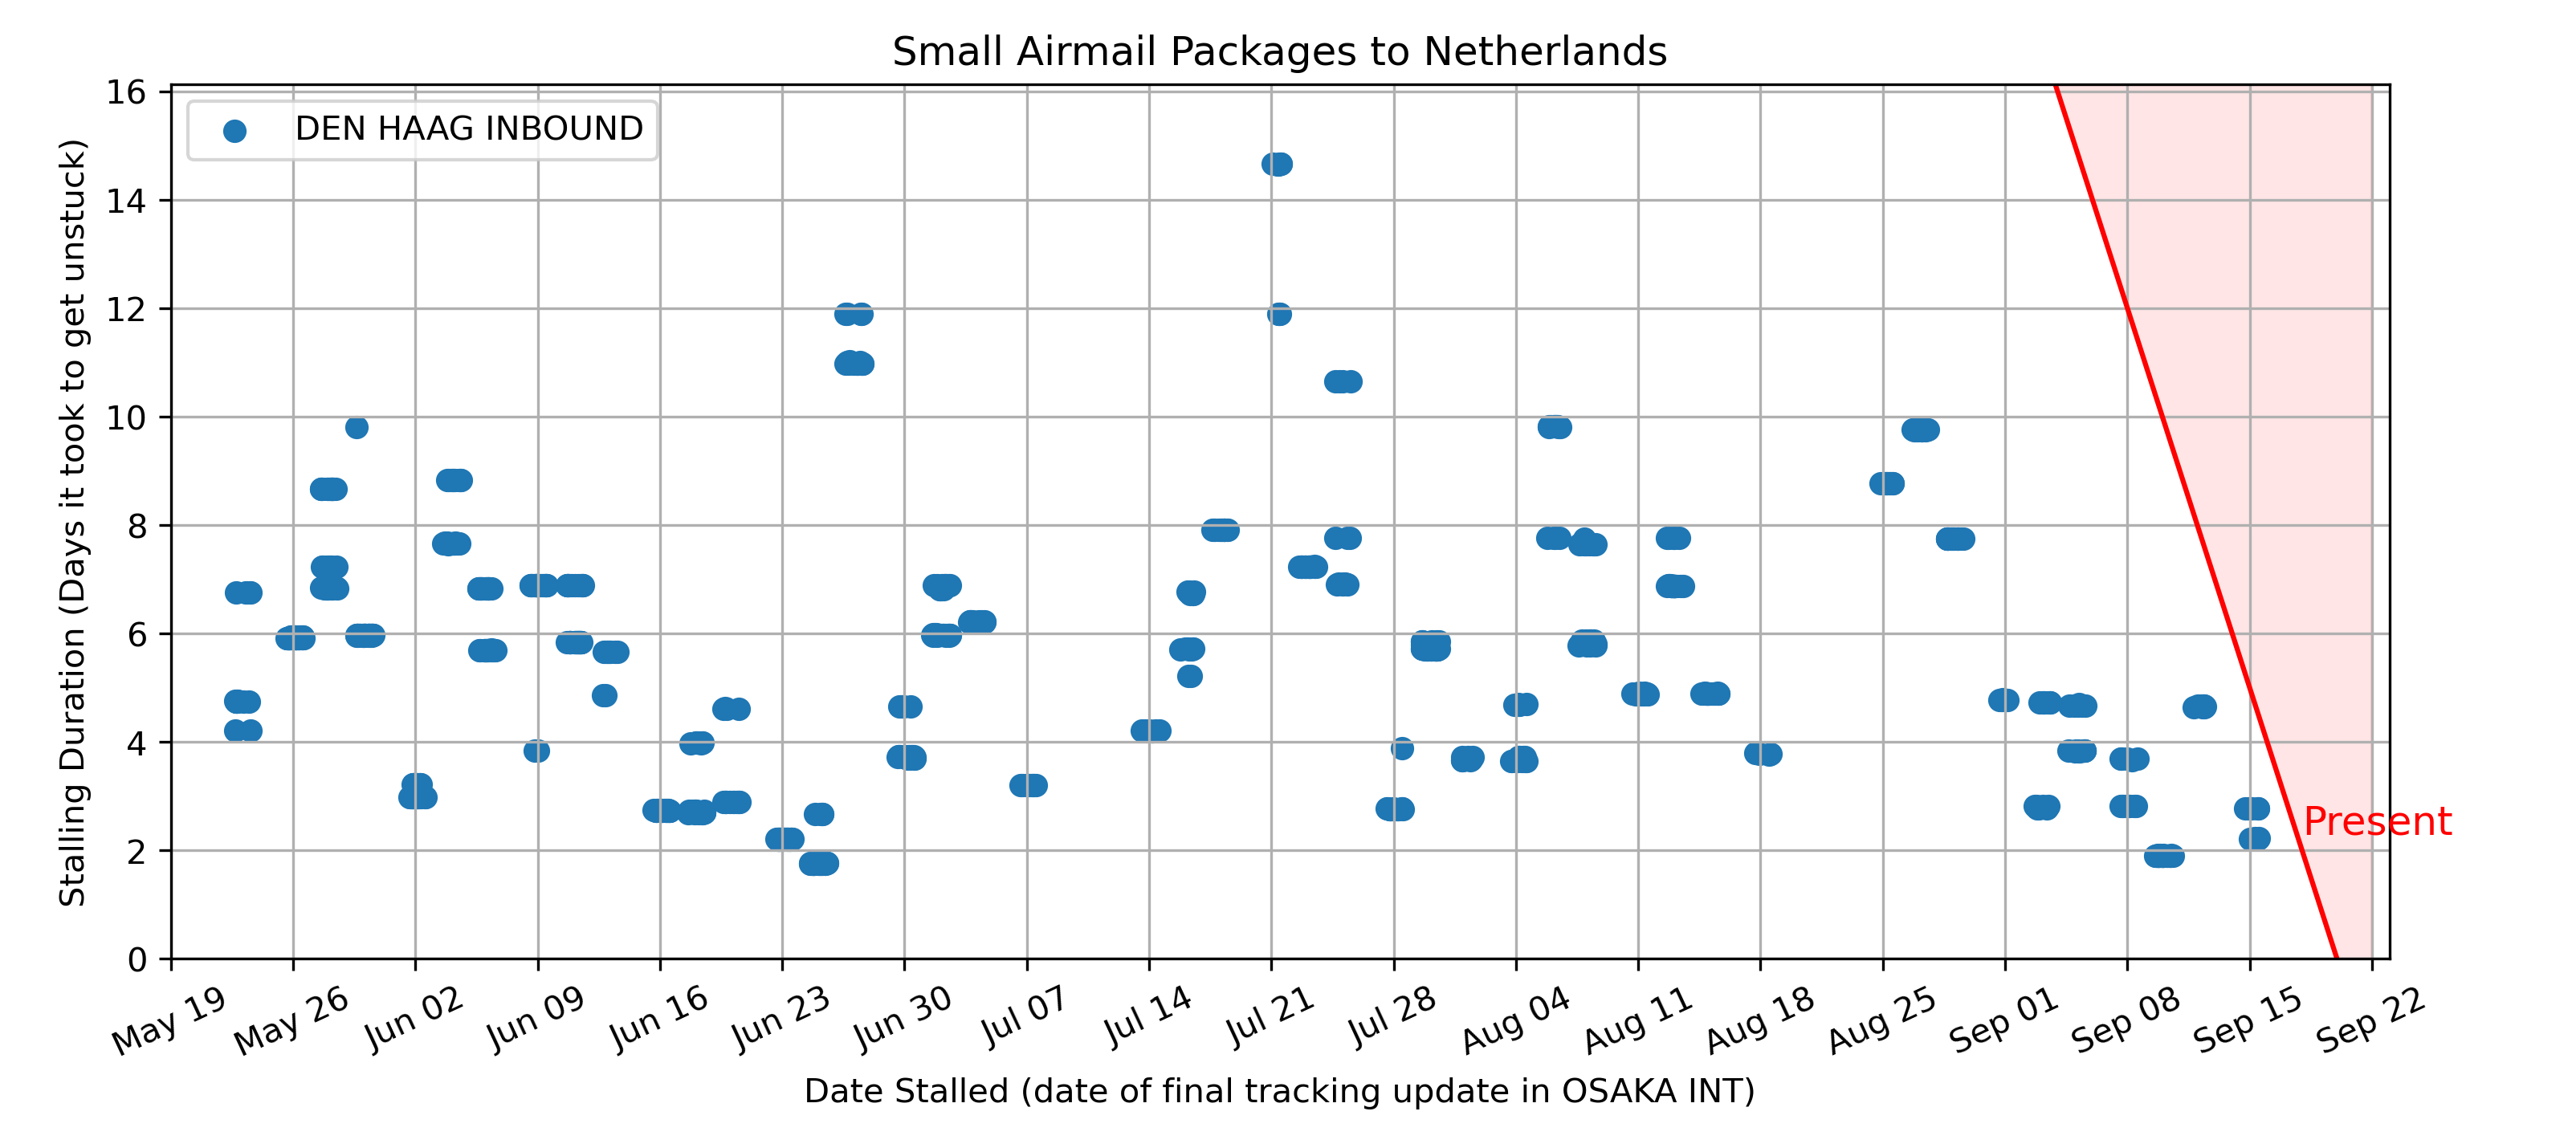 Small Airmail Packages to Netherlands
DEN HAAG INBOUND
Stalling Duration (Days it took to get unstuck)
16
14
12
10
8
6
4
2
0
Present
May 19 May 26 Jun 02 Jun 09 Jun 16 Jun 23 Jun 30 Jul 07 Jul 14 Jul 21 Jul 28 Aug 04 Aug 11 Aug 18 Aug 25 Sep 01 Sep 08 Sep 15 Sep 22
Date Stalled (date of final tracking update in OSAKA INT)